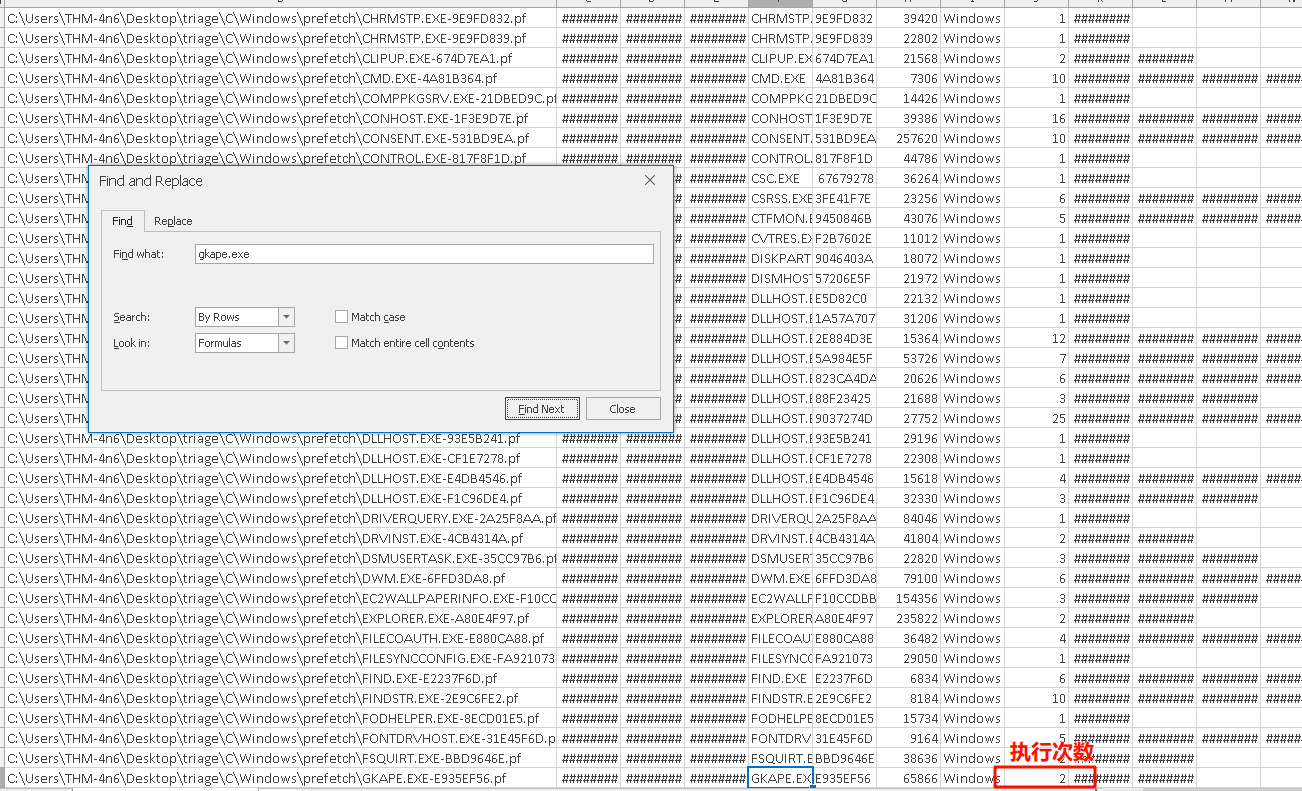 C:\Users\THM-4n6\Desktop\triage\C\Windows\prefetch\CHRMSTP.EXE-9E9FD832.pf ######## ######## ######## CHRMSTP. 9E9FD832 39420 Windows 1 ########
C:\Users\THM-4n6\Desktop\triage\C\Windows\prefetch\CHRMSTP.EXE-9E9FD839.pf ######## ######## ######## CHRMSTP. 9E9FD839 22802 Windows 1 ########
C:\Users\THM-4n6\Desktop\triage\C\Windows\prefetch\CLIPUP.EXE-674D7EA1.pf ######## ######## ######## CLIPUP.EX 674D7EA1 21568 Windows 2 ######## ########
C:\Users\THM-4n6\Desktop\triage\C\Windows\prefetch\CMD.EXE-4A81B364.pf ######## ######## ######## CMD.EXE 4A81B364 7306 Windows 10 ######## ######## ######## #####
C:\Users\THM-4n6\Desktop\triage\C\Windows\prefetch\COMPPKGSRV.EXE-21DBED9C.pf ######## ######## ######## COMPPKG 21DBED9C 14426 Windows 1 ########
C:\Users\THM-4n6\Desktop\triage\C\Windows\prefetch\CONHOST.EXE-1F3E9D7E.pf ######## ######## ######## CONHOST 1F3E9D7E 39386 Windows 16 ######## ######## ######## #####
C:\Users\THM-4n6\Desktop\triage\C\Windows\prefetch\CONSENT.EXE-531BD9EA.pf ######## ######## ######## CONSENT. 531BD9EA 257620 Windows 10 ######## ######## ######## #####
C:\Users\THM-4n6\Desktop\triage\C\Windows\prefetch\CONTROL.EXE-817F8F1D.pf ######## ######## ######## CONTROL. 817F8F1D 44786 Windows 1 ########
C:\Users\THM # ######## CSC.EXE 67679278 36264 Windows 1 ########
C:\Users\THM # ######## CSRSS.EXE 3FE41F7E 23256 Windows 6 ######## ######## ######## #####
C:\Users\THM # ######## CTFMON.E 9450846B 43076 Windows 5 ######## ######## ######## #####
C:\Users\THM # ######## CVTRES.EX F2B7602E 11012 Windows 1 ########
C:\Users\THM # ######## DISKPART 9046403A 18072 Windows 1 ########
C:\Users\THM # ######## DISMHOS 57206E5F 21972 Windows 1 ########
C:\Users\THM # ######## DLLHOST.E E5D82C0 22132 Windows 1 ########
C:\Users\THM # ######## DLLHOST.E 1A57A707 31206 Windows 1 ########
C:\Users\THM # ######## DLLHOST.E 2E884D3E 15364 Windows 12 ######## ######## ######## #####
C:\Users\THM # ######## DLLHOST.E 5A984E5F 53726 Windows 7 ######## ######## ######## #####
C:\Users\THM # ######## DLLHOST.E 823CA4DA 20626 Windows 6 ######## ######## ######## #####
C:\Users\THM # ######## DLLHOST.E 88F23425 21688 Windows 3 ######## ######## ########
C:\Users\THM # ######## DLLHOST.E 9037274D 27752 Windows 25 ######## ######## ######## #####
Find and Replace
Find Replace
Find what: gkape.exe
Search: By Rows Match case
Look in: Formulas Match entire cell contents
Find Next Close
C:\Users\THM-4n6\Desktop\triage\C\Windows\prefetch\DLLHOST.EXE-93E5B241.pf ######## ######## ######## DLLHOST.E 93E5B241 29196 Windows 1 ########
C:\Users\THM-4n6\Desktop\triage\C\Windows\prefetch\DLLHOST.EXE-CF1E7278.pf ######## ######## ######## DLLHOST.E CF1E7278 22308 Windows 1 ########
C:\Users\THM-4n6\Desktop\triage\C\Windows\prefetch\DLLHOST.EXE-E4DB4546.pf ######## ######## ######## DLLHOST.E E4DB4546 15618 Windows 4 ######## ######## ######## #####
C:\Users\THM-4n6\Desktop\triage\C\Windows\prefetch\DLLHOST.EXE-F1C96DE4.pf ######## ######## ######## DLLHOST.E F1C96DE4 32330 Windows 3 ######## ######## ########
C:\Users\THM-4n6\Desktop\triage\C\Windows\prefetch\DRIVERQUERY.EXE-2A25F8AA.pf ######## ######## ######## DRIVERQU 2A25F8AA 84046 Windows 1 ########
C:\Users\THM-4n6\Desktop\triage\C\Windows\prefetch\DRVINST.EXE-4CB4314A.pf ######## ######## ######## DRVINST.E 4CB4314A 41804 Windows 2 ######## ########
C:\Users\THM-4n6\Desktop\triage\C\Windows\prefetch\DSMUSERTASK.EXE-35CC97B6.pf ######## ######## ######## DSMUSERT 35CC97B6 22820 Windows 3 ######## ######## ########
C:\Users\THM-4n6\Desktop\triage\C\Windows\prefetch\DWM.EXE-6FFD3DA8.pf ######## ######## ######## DWM.EXE 6FFD3DA8 79100 Windows 6 ######## ######## ######## #####
C:\Users\THM-4n6\Desktop\triage\C\Windows\prefetch\EC2WALLPAPERINFO.EXE-F10CC ######## ######## ######## EC2WALLP F10CCDBB 154356 Windows 3 ######## ######## ########
C:\Users\THM-4n6\Desktop\triage\C\Windows\prefetch\EXPLORER.EXE-A80E4F97.pf ######## ######## ######## EXPLORER A80E4F97 235822 Windows 2 ######## ########
C:\Users\THM-4n6\Desktop\triage\C\Windows\prefetch\FILECOAUTH.EXE-E880CA88.pf ######## ######## ######## FILECOAU E880CA88 36482 Windows 4 ######## ######## ######## #####
C:\Users\THM-4n6\Desktop\triage\C\Windows\prefetch\FILESYNCCONFIG.EXE-FA921073 ######## ######## ######## FILESYNCC FA921073 29050 Windows 1 ########
C:\Users\THM-4n6\Desktop\triage\C\Windows\prefetch\FIND.EXE-E2237F6D.pf ######## ######## ######## FIND.EXE E2237F6D 6834 Windows 6 ######## ######## ######## #####
C:\Users\THM-4n6\Desktop\triage\C\Windows\prefetch\FINDSTR.EXE-2E9C6FE2.pf ######## ######## ######## FINDSTR.E 2E9C6FE2 8184 Windows 10 ######## ######## ######## #####
C:\Users\THM-4n6\Desktop\triage\C\Windows\prefetch\FODHELPER.EXE-8ECD01E5.pf ######## ######## ######## FODHELPE 8ECD01E5 15734 Windows 1 ########
C:\Users\THM-4n6\Desktop\triage\C\Windows\prefetch\FONTDRVHOST.EXE-31E45F6D.p ######## ######## ######## FONTDRV 31E45F6D 9164 Windows 5 ######## ######## ######## #####
C:\Users\THM-4n6\Desktop\triage\C\Windows\prefetch\FSQUIRT.EXE-BBD9646E.pf ######## ######## ######## FSQUIRT.E BBD9646E 38636 Windows ######## ########
执行次数
C:\Users\THM-4n6\Desktop\triage\C\Windows\prefetch\GKAPE.EXE-E935EF56.pf ######## ######## ######## GKAPE.EX E935EF56 65866 Windows 2 ######## ########